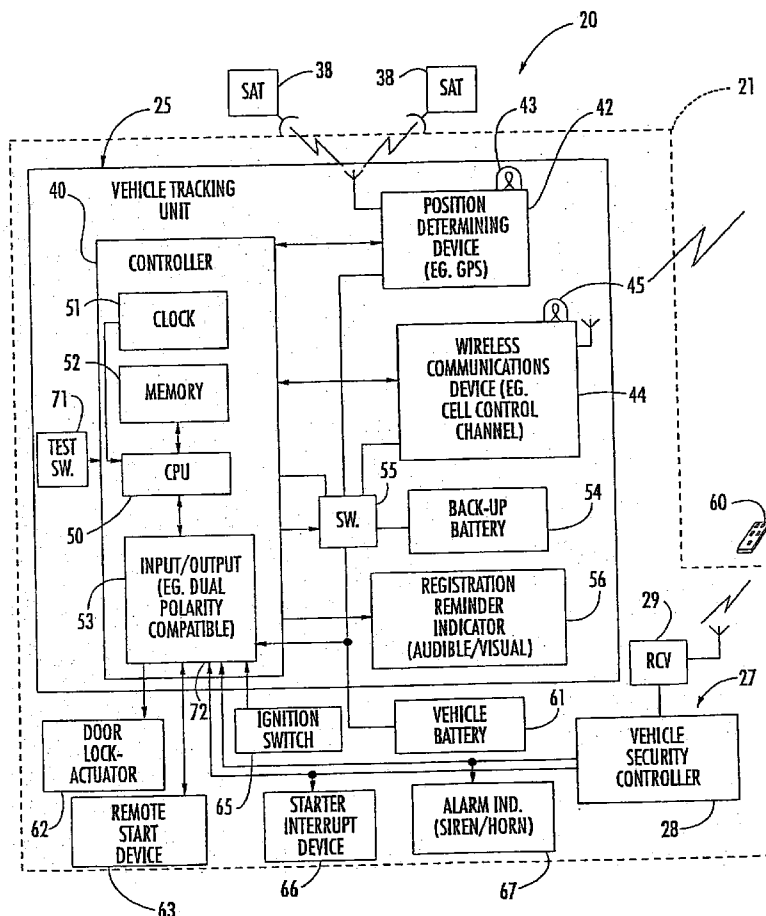 20
SAT
38
38
SAT
21
25
43
42
VEHICLE TRACKING
UNIT
40
POSITION
DETERMINING
DEVICE
(EG. GPS)
CONTROLLER
51
CLOCK
45
52
MEMORY
WIRELESS
COMMUNICATIONS
DEVICE (EG.
CELL CONTROL
CHANNEL)
44
71
TEST
SW.
CPU
50
55
SW.
BACK-UP
BATTERY
54
60
INPUT/OUTPUT
(EG. DUAL
POLARITY
COMPATIBLE)
53
REGISTRATION
REMINDER
INDICATOR
(AUDIBLE/VISUAL)
56
29
RCV
27
72
IGNITION
SWITCH
65
VEHICLE
BATTERY
61
DOOR
LOCK-
ACTUATOR
62
VEHICLE
SECURITY
CONTROLLER
28
REMOTE
START
DEVICE
63
STARTER
INTERRUPT
DEVICE
66
ALARM IND.
(SIREN/HORN)
67